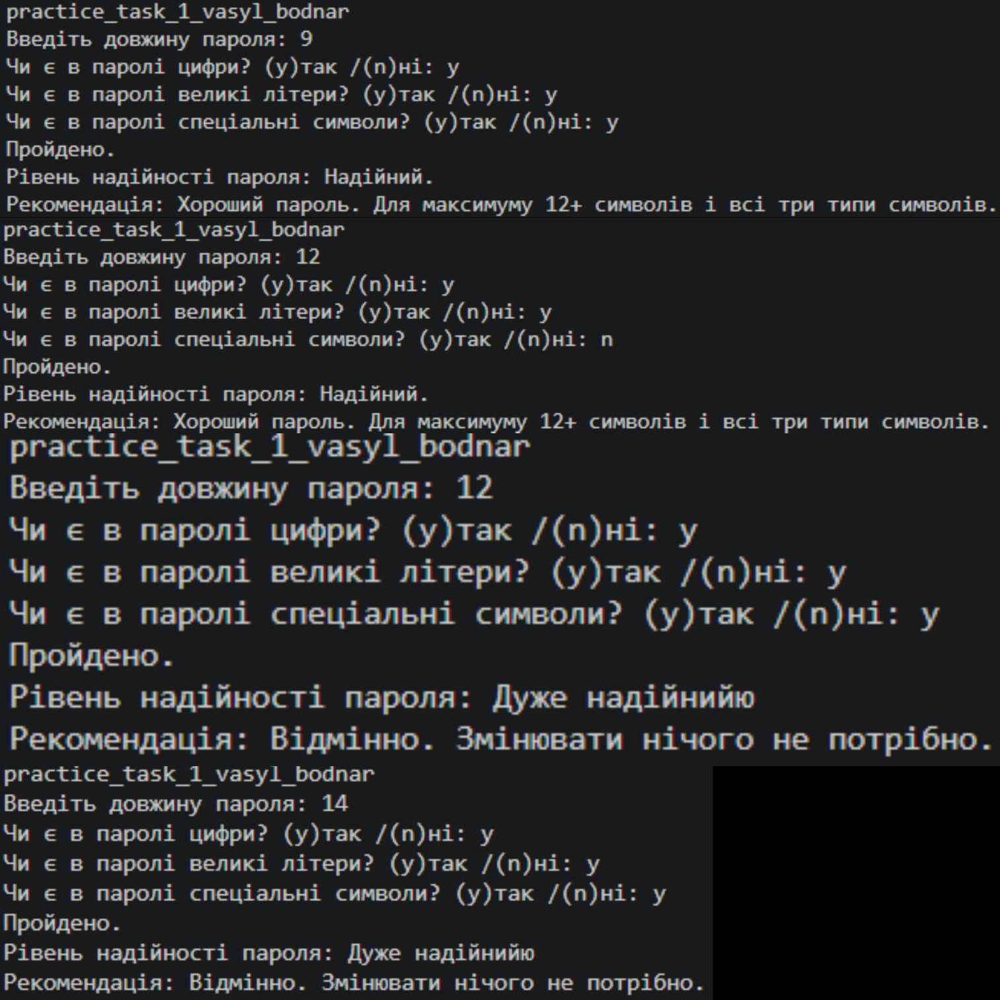 practice_task_1_vasyl_bodnar
Введіть довжину пароля: 9
Чи є в паролі цифри? (y)так /(n)ні: y
Чи є в паролі великі літери? (y)так /(n)ні: y
Чи є в паролі спеціальні символи? (y)так /(n)ні: y
Пройдено.
Рівень надійності пароля: Надійний.
Рекомендація: Хороший пароль. Для максимуму 12+ символів і всі три типи символів.
practice_task_1_vasyl_bodnar
Введіть довжину пароля: 12
Чи є в паролі цифри? (y)так /(n)ні: y
Чи є в паролі великі літери? (y)так /(n)ні: y
Чи є в паролі спеціальні символи? (y)так /(n)ні: n
Пройдено.
Рівень надійності пароля: Надійний.
Рекомендація: Хороший пароль. Для максимуму 12+ символів і всі три типи символів.
practice_task_1_vasyl_bodnar
Введіть довжину пароля: 12
Чи є в паролі цифри? (y)так /(n)ні: y
Чи є в паролі великі літери? (y)так /(n)ні: y
Чи є в паролі спеціальні символи? (y)так /(n)ні: y
Пройдено.
Рівень надійності пароля: Дуже надійнийю
Рекомендація: Відмінно. Змінювати нічого не потрібно.
practice_task_1_vasyl_bodnar
Введіть довжину пароля: 14
Чи є в паролі цифри? (y)так /(n)ні: y
Чи є в паролі великі літери? (y)так /(n)ні: y
Чи є в паролі спеціальні символи? (y)так /(n)ні: y
Пройдено.
Рівень надійності пароля: Дуже надійнийю
Рекомендація: Відмінно. Змінювати нічого не потрібно.